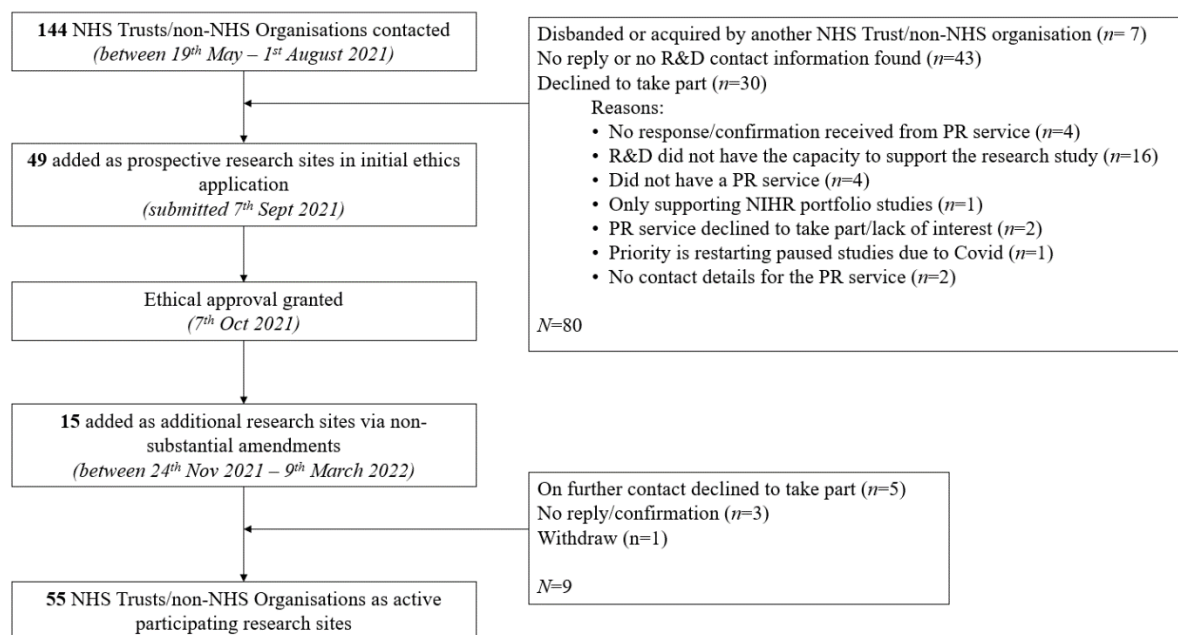 144 NHS Trusts/non-NHS Organisations contacted
(between 19th May – 1st August 2021)
Disbanded or acquired by another NHS Trust/non-NHS organisation (n= 7)
No reply or no R&D contact information found (n=43)
Declined to take part (n=30)
Reasons:
• No response/confirmation received from PR service (n=4)
• R&D did not have the capacity to support the research study (n=16)
• Did not have a PR service (n=4)
• Only supporting NIHR portfolio studies (n=1)
• PR service declined to take part/lack of interest (n=2)
• Priority is restarting paused studies due to Covid (n=1)
• No contact details for the PR service (n=2)
N=80
49 added as prospective research sites in initial ethics
application
(submitted 7th Sept 2021)
Ethical approval granted
(7th Oct 2021)
15 added as additional research sites via non-
substantial amendments
(between 24th Nov 2021 – 9th March 2022)
On further contact declined to take part (n=5)
No reply/confirmation (n=3)
Withdraw (n=1)
N=9
55 NHS Trusts/non-NHS Organisations as active
participating research sites